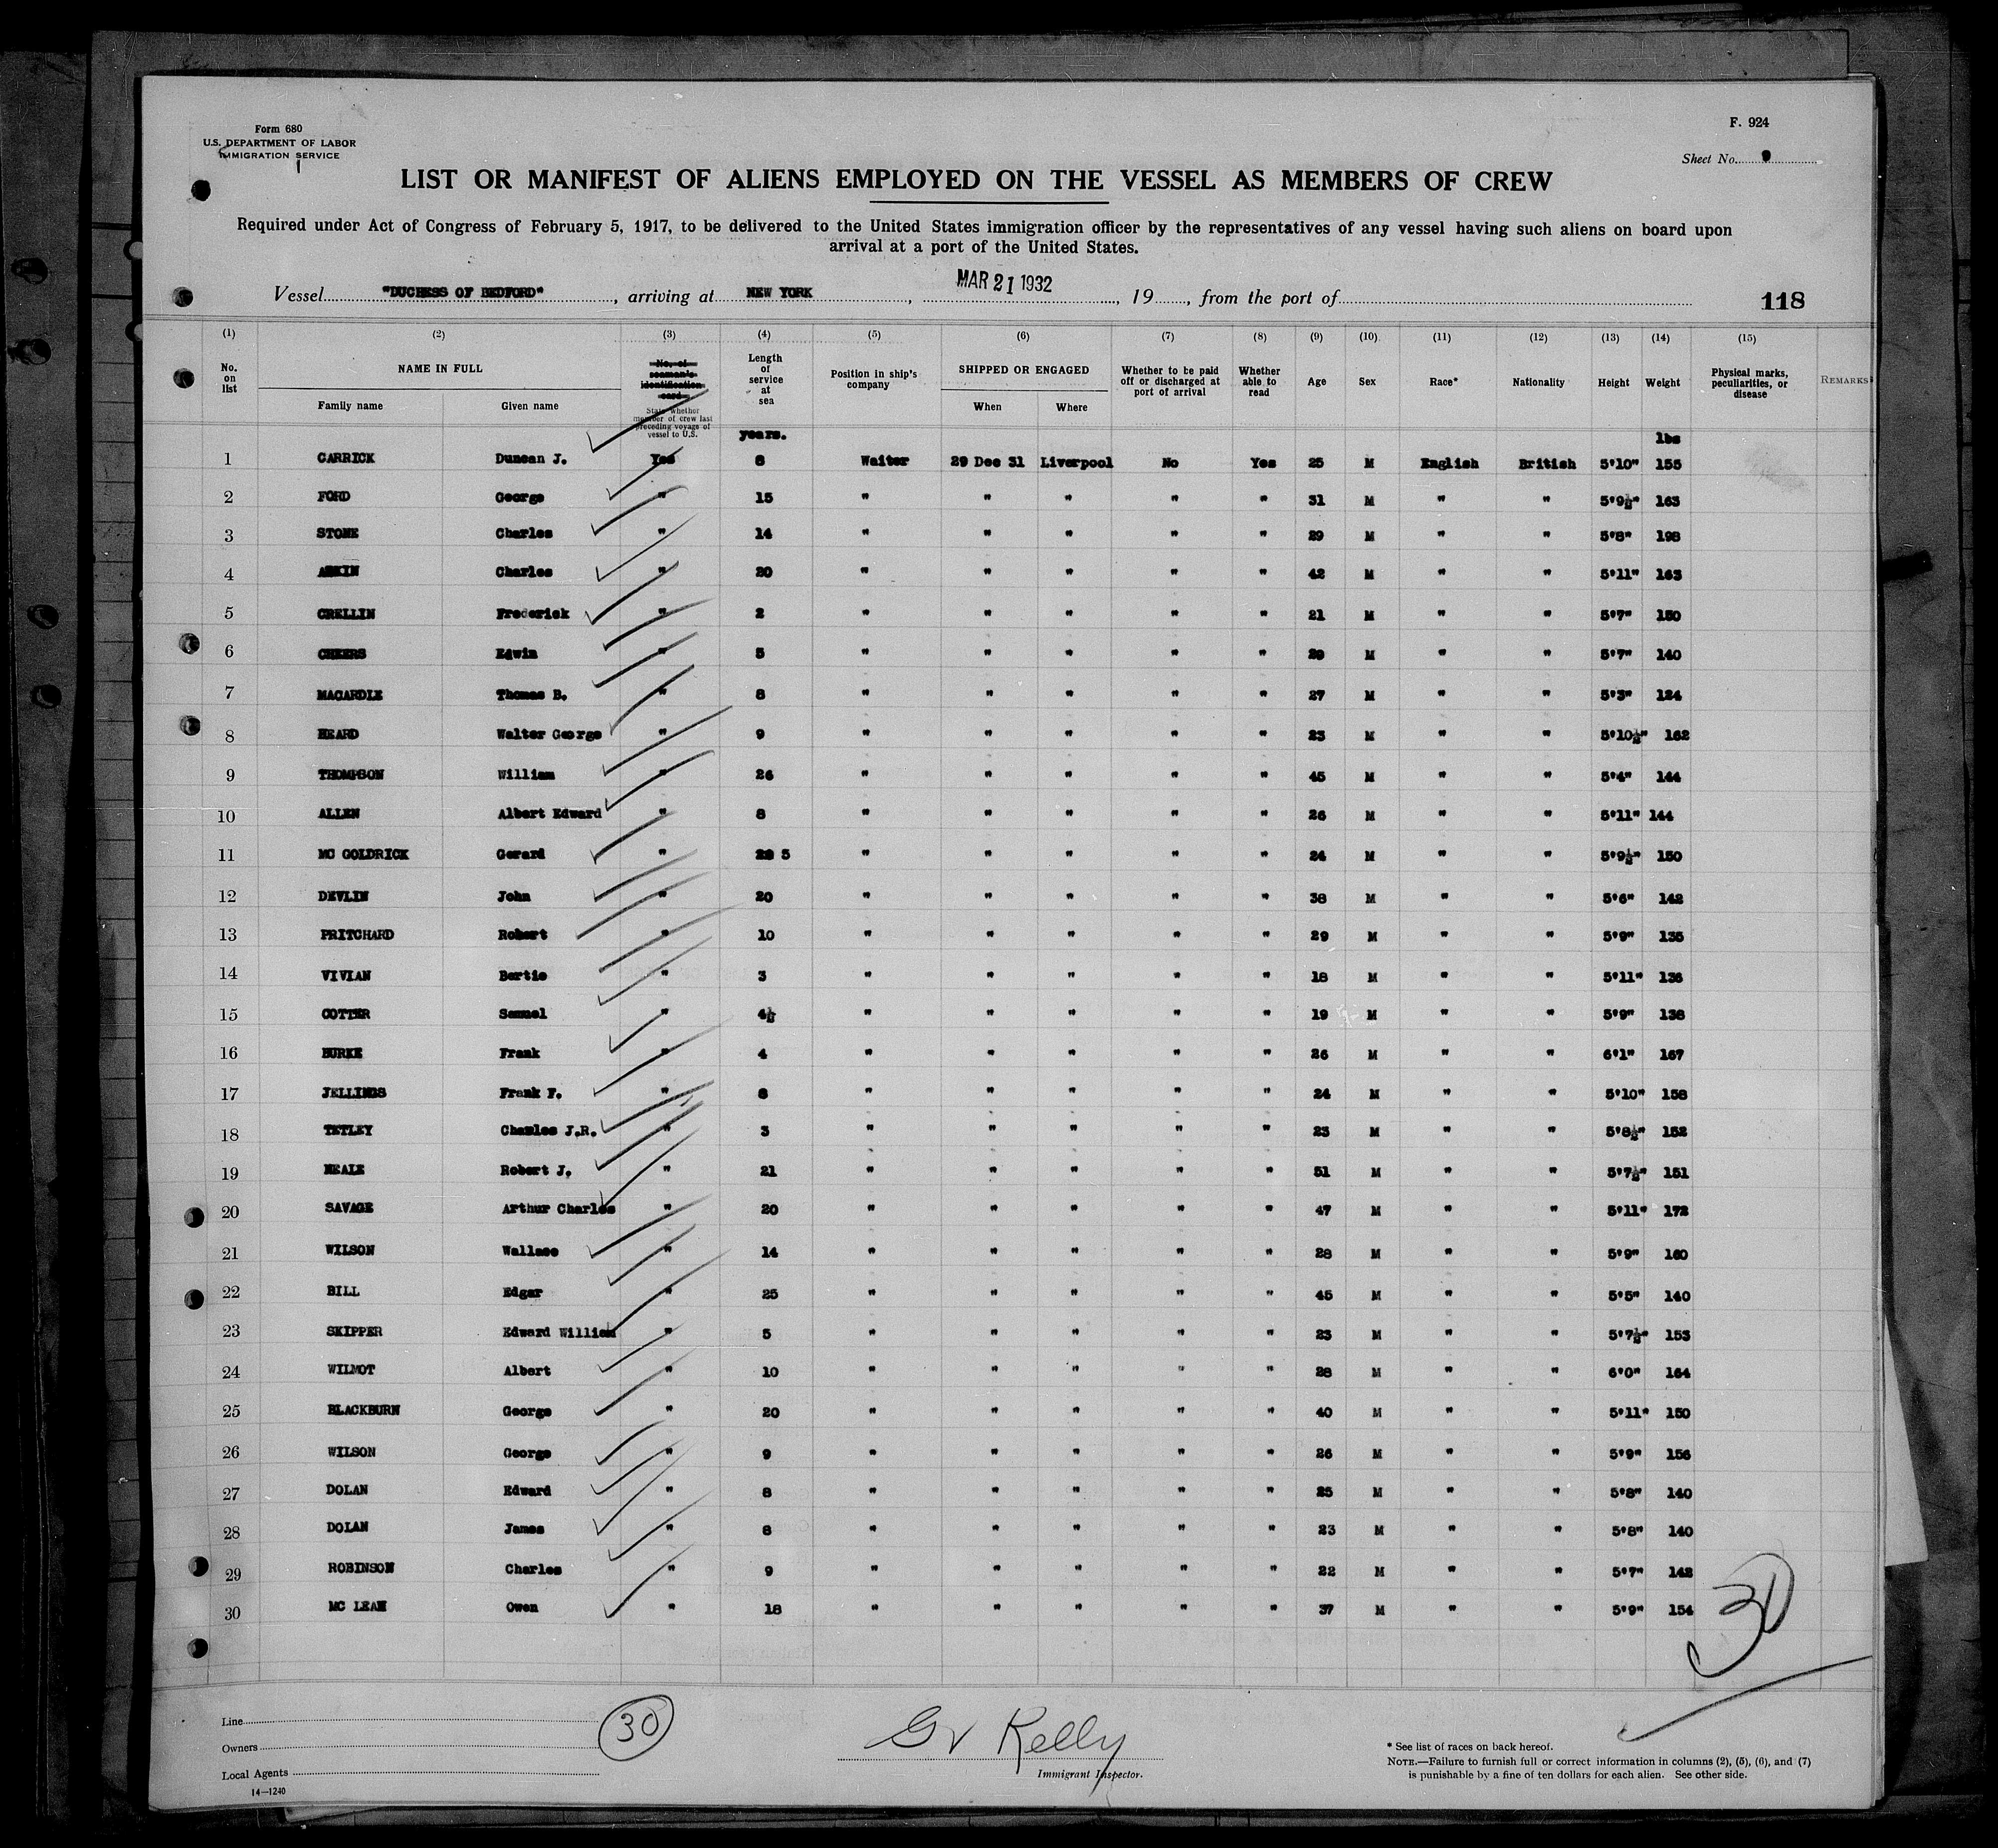 Form 680
U.S. DEPARTMENT OF LABOR
IMMIGRATION SERVICE
F. 924
Sheet No.
LIST OR MANIFEST OF ALIENS EMPLOYED ON THE VESSEL AS MEMBERS OF CREW
Required under Act of Congress of February 5, 1917, to be delivered to the United States immigration officer by the representatives of any vessel having such aliens on board upon
arrival at a port of the United States.
Vessel "DUCHESS OF BEDFORD", arriving at NEW YORK, MAR 21 1932, 19, from the port of 118
(1) (2) (3) (4) (5) (6) (7) (8) (9) (10) (11) (12) (13) (14) (15)
No. on list NAME IN FULL Family name Given name No. of seaman's identification card State whether member of crew last preceding voyage of vessel to U.S. Length of service at sea Position in ship's company SHIPPED OR ENGAGED When Where Whether to be paid off or discharged at port of arrival Whether able to read Age Sex Race* Nationality Height Weight Physical marks, peculiarities, or disease REMARKS
years. lbs
1 CARRICK Duncan J. Yes 8 Waiter 29 Dec 31 Liverpool No Yes 25 M English British 5'10" 155
2 FORD George " 15 " " " " " 31 M " " 5'9½" 163
3 STONE Charles " 14 " " " " " 29 M " " 5'8" 198
4 Charles " 20 " " " " " 42 M " " 5'11" 163
5 CRELLIN Frederick " 2 " " " " " 21 M " " 5'7" 150
6 CHEERS Edwin " 5 " " " " " M " " 5'7" 140
7 MACARDLE Thomas B. " 8 " " " " " 27 M " " 5'3" 124
8 HEARD Walter George " 9 " " " " " 23 M " " 5'10½" 162
9 THOMPSON William " 26 " " " " " 45 M " " 5'4" 144
10 ALLEN Albert Edward " 8 " " " " " 26 M " " 5'11" 144
11 MC GOLDRICK Gerard " 5 " " " " " 24 M " " 5'9½" 150
12 DEVLIN John " 20 " " " " " 38 M " " 5'6" 142
13 PRITCHARD Robert " 10 " " " " " 29 M " " 5'9" 135
14 VIVIAN Bertie " 3 " " " " " 18 M " " 5'11" 136
15 COTTER Samuel " 4½ " " " " " 19 M " " 5'9" 138
16 BURKE Frank " 4 " " " " " 26 M " " 6'1" 167
17 JELLINGS Frank F. " 8 " " " " " 24 M " " 5'10" 158
18 TETLEY Charles J.R. " 3 " " " " " 23 M " " 5'8½" 152
19 NEALE Robert J. " 21 " " " " " 51 M " " 5'7½" 151
20 SAVAGE Arthur Charles " 20 " " " " " 47 M " " 5'11" 172
21 WILSON Wallace " 14 " " " " " 28 M " " 5'9" 160
22 BILL Edgar " 25 " " " " " 45 M " " 5'5" 140
23 SKIPPER Edward William " 5 " " " " " 23 M " " 5'7½" 153
24 WILMOT Albert " 10 " " " " " 28 M " " 6'0" 164
25 BLACKBURN George " 20 " " " " " 40 M " " 5'11" 150
26 WILSON George " 9 " " " " " 26 M " " 5'9" 156
27 DOLAN Edward " 8 " " " " " 25 M " " 5'8" 140
28 DOLAN James " 8 " " " " " 23 M " " 5'8" 140
29 ROBINSON Charles " 9 " " " " " 22 M " " 5'7" 142
30 MC LEAN Owen " 18 " " " " " 37 M " " 5'9" 154
30
Line
Owners
Local Agents
14—1240
30
G V Kelly
Immigrant Inspector.
* See list of races on back hereof.
NOTE.—Failure to furnish full or correct information in columns (2), (5), (6), and (7)
is punishable by a fine of ten dollars for each alien. See other side.